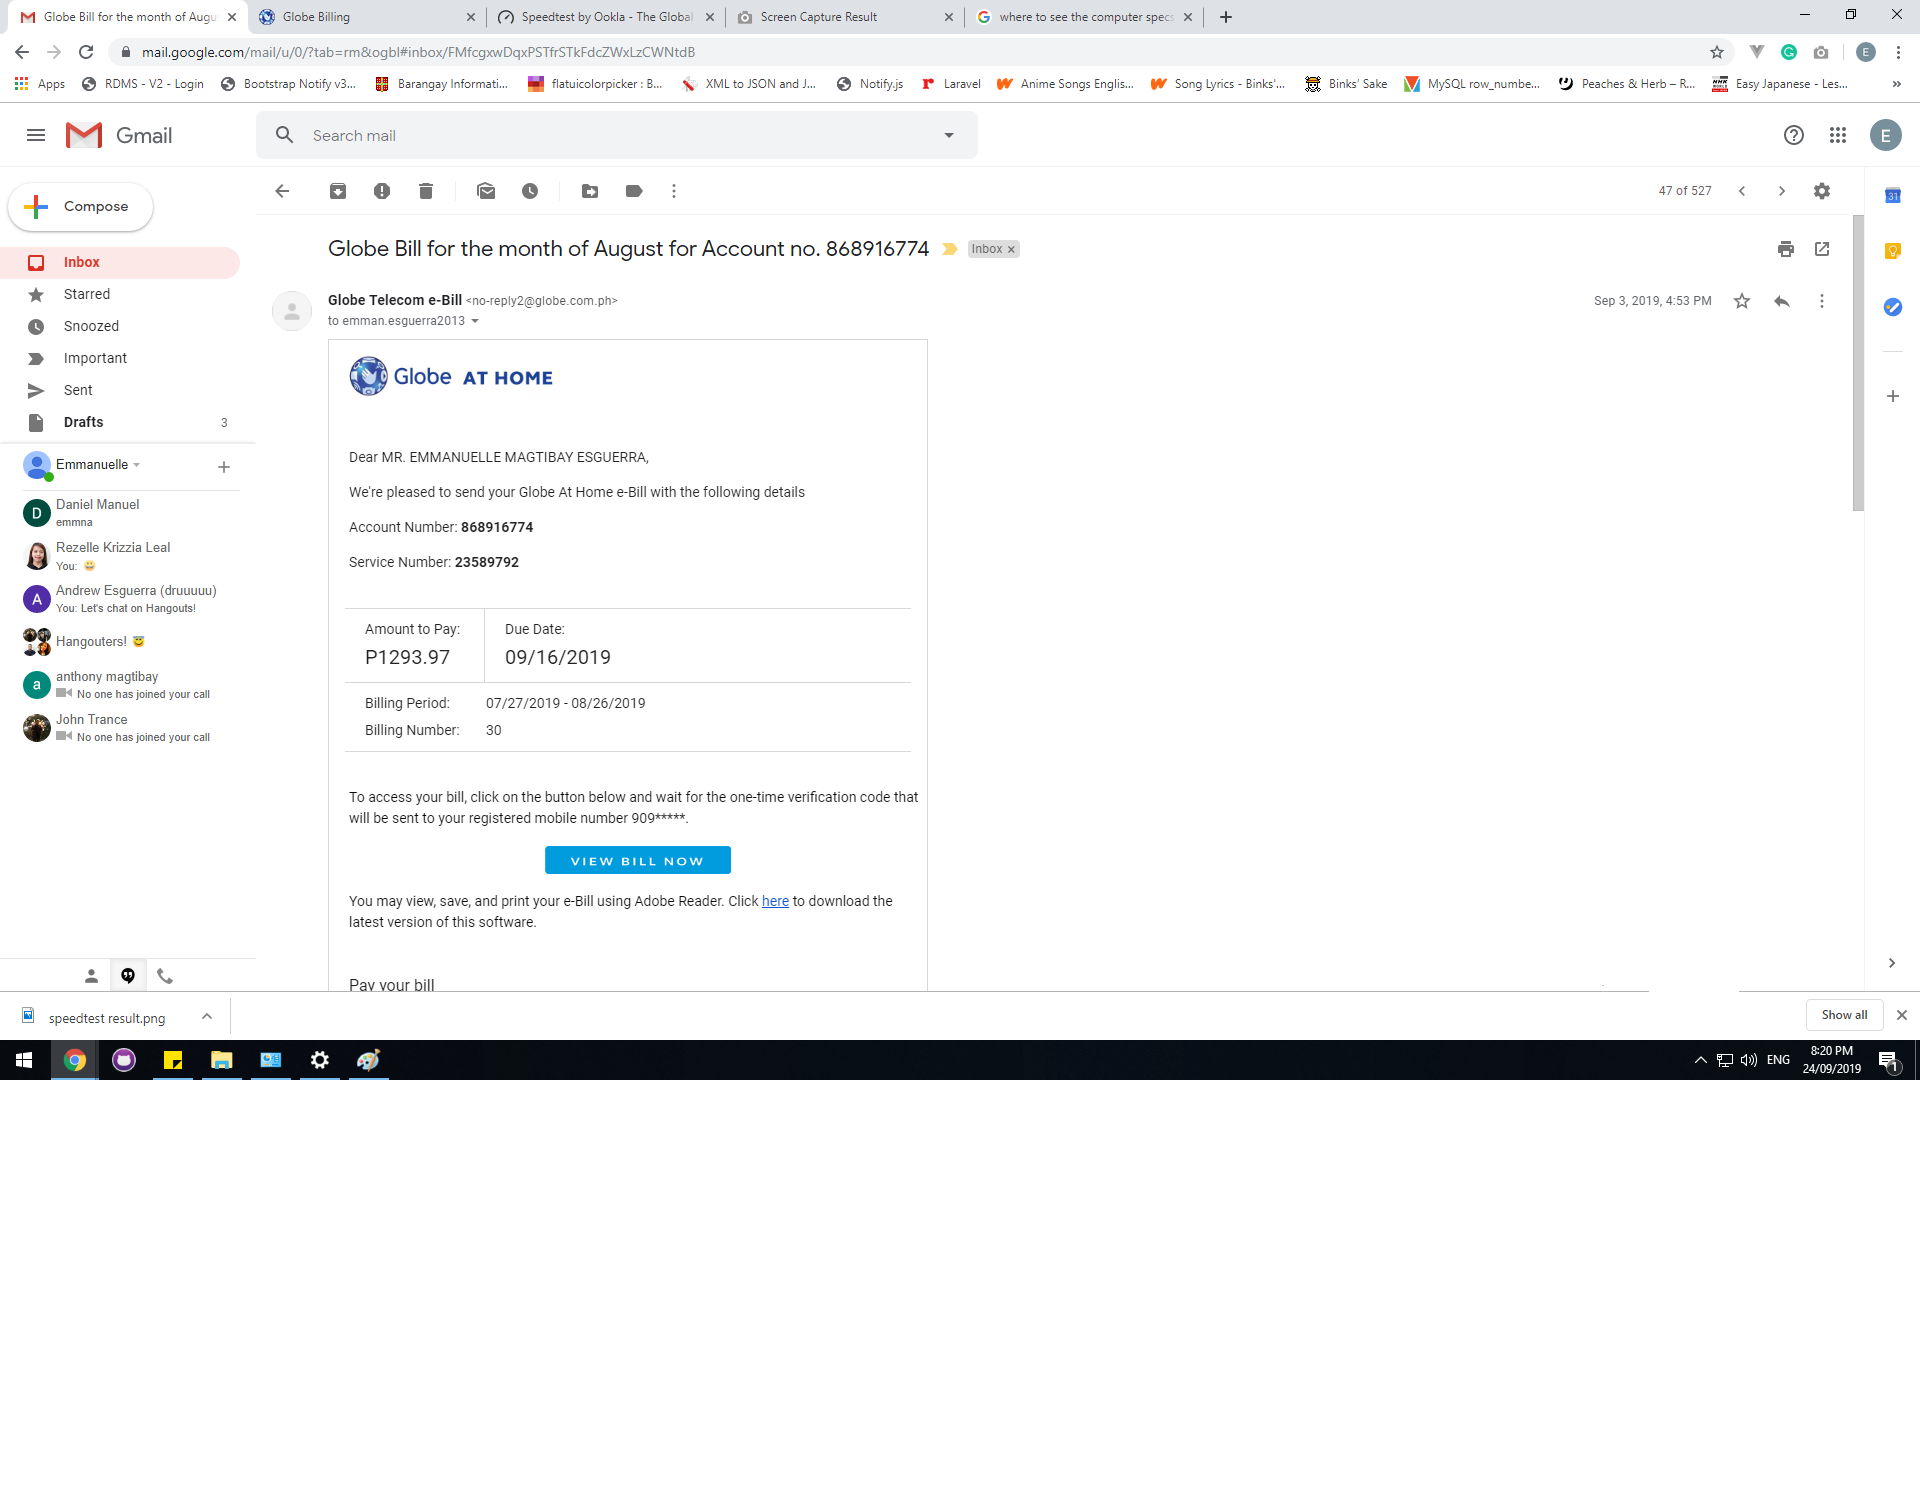 Globe Bill for the month of Augu
Globe Billing
Speedtest by Ookla - The Global
Screen Capture Result
where to see the computer specs
mail.google.com/mail/u/0/?tab=rm&ogbl#inbox/FMfcgxwDqxPSTfrSTkFdcZWxLzCWNtdB
E
Apps
RDMS - V2 - Login
Bootstrap Notify v3...
Barangay Informati...
flatuicolorpicker : B...
XML to JSON and J...
Notify.js
Laravel
Anime Songs Englis...
Song Lyrics - Binks'...
Binks' Sake
MySQL row_numbe...
Peaches & Herb – R...
Easy Japanese - Les...
»
Gmail
Search mail
E
Compose
47 of 527
31
Inbox
Starred
Snoozed
Important
Sent
Drafts 3
Globe Bill for the month of August for Account no. 868916774
Inbox x
Globe Telecom e-Bill <no-reply2@globe.com.ph>
Sep 3, 2019, 4:53 PM
to emman.esguerra2013
Globe AT HOME
Dear MR. EMMANUELLE MAGTIBAY ESGUERRA,
We're pleased to send your Globe At Home e-Bill with the following details
Account Number: 868916774
Service Number: 23589792
Amount to Pay: Due Date:
P1293.97 09/16/2019
Billing Period: 07/27/2019 - 08/26/2019
Billing Number: 30
To access your bill, click on the button below and wait for the one-time verification code that
will be sent to your registered mobile number 909*****.
VIEW BILL NOW
You may view, save, and print your e-Bill using Adobe Reader. Click here to download the
latest version of this software.
Pay your bill
Emmanuelle
D
Daniel Manuel
emmna
Rezelle Krizzia Leal
You: 😀
A
Andrew Esguerra (druuuuu)
You: Let's chat on Hangouts!
Hangouters! 😇
a
anthony magtibay
No one has joined your call
John Trance
No one has joined your call
speedtest result.png
Show all
ENG
8:20 PM
24/09/2019
1